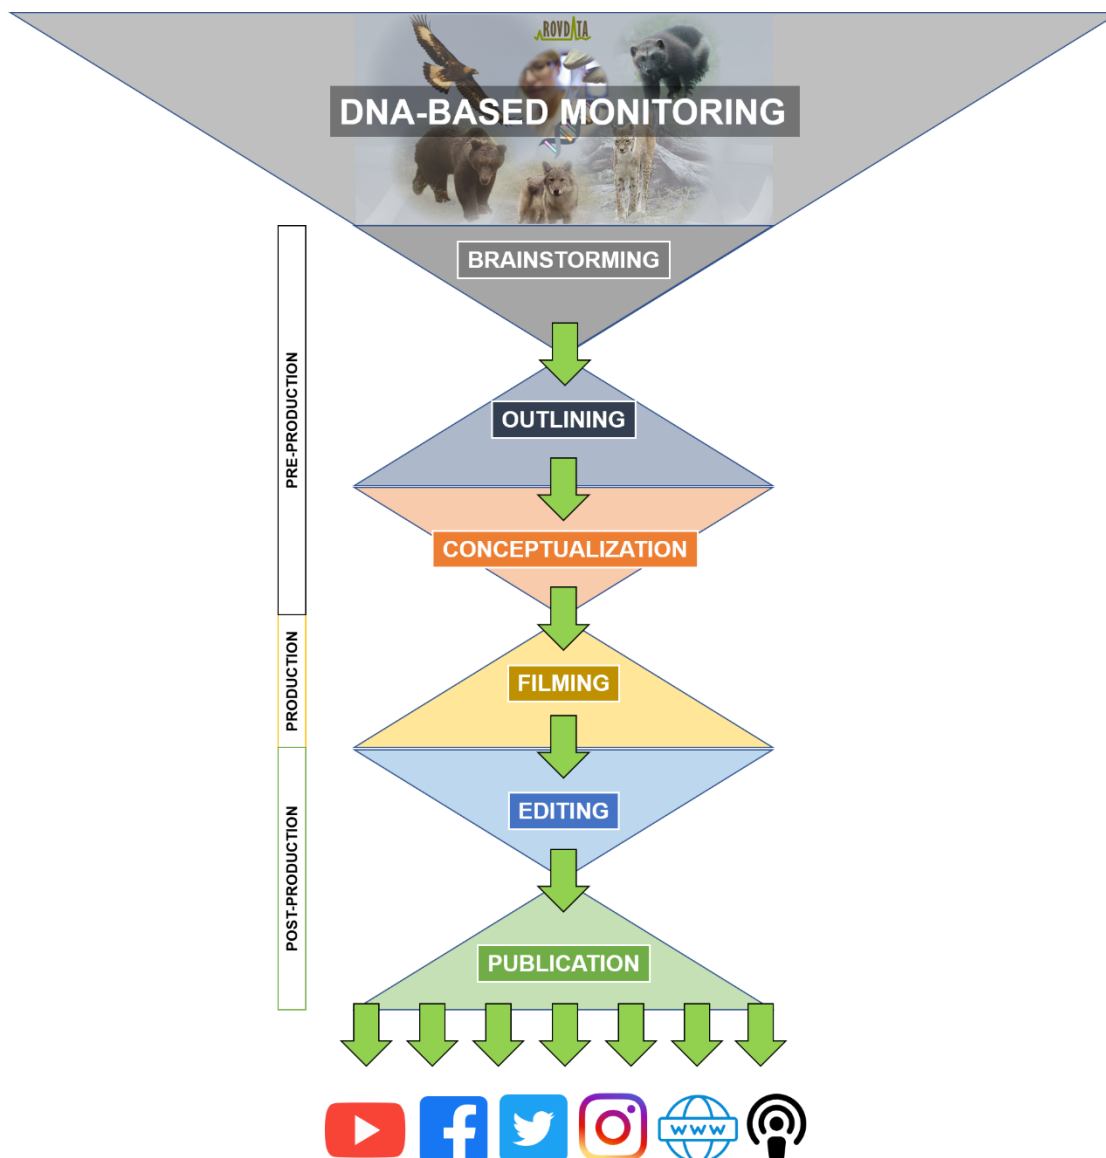 ROVDATA
DNA-BASED MONITORING
BRAINSTORMING
OUTLINING
CONCEPTUALIZATION
FILMING
EDITING
PUBLICATION
PRE-PRODUCTION
PRODUCTION
POST-PRODUCTION
www